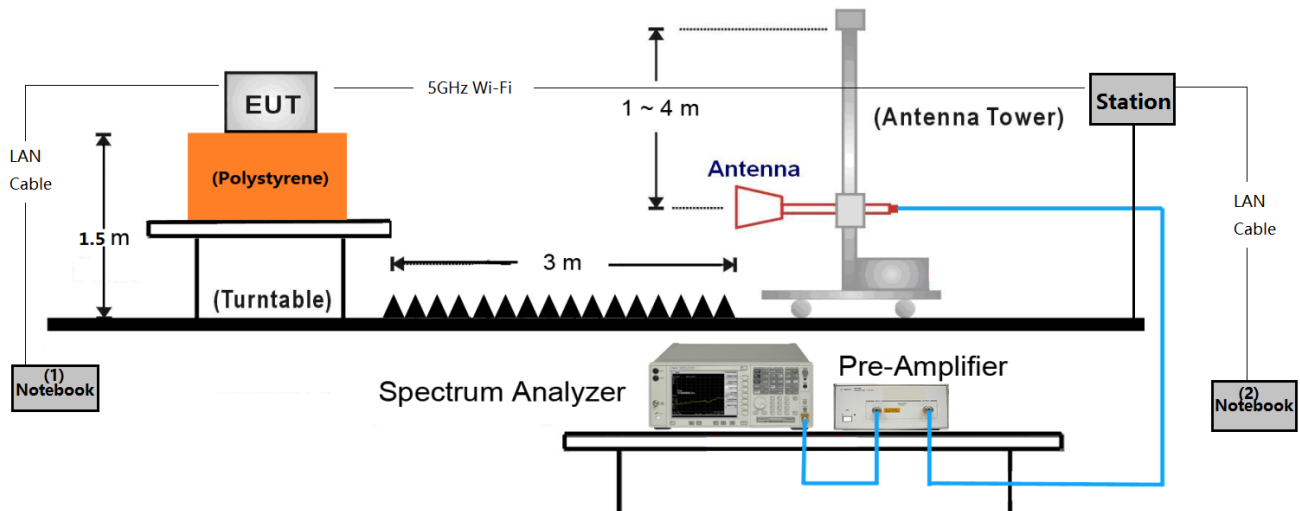 EUT
5GHz Wi-Fi
1 ~ 4 m
(Antenna Tower)
Station
LAN
Cable
(Polystyrene)
Antenna
LAN
Cable
1.5 m
3 m
(Turntable)
(1)
Notebook
Spectrum Analyzer
Pre-Amplifier
(2)
Notebook